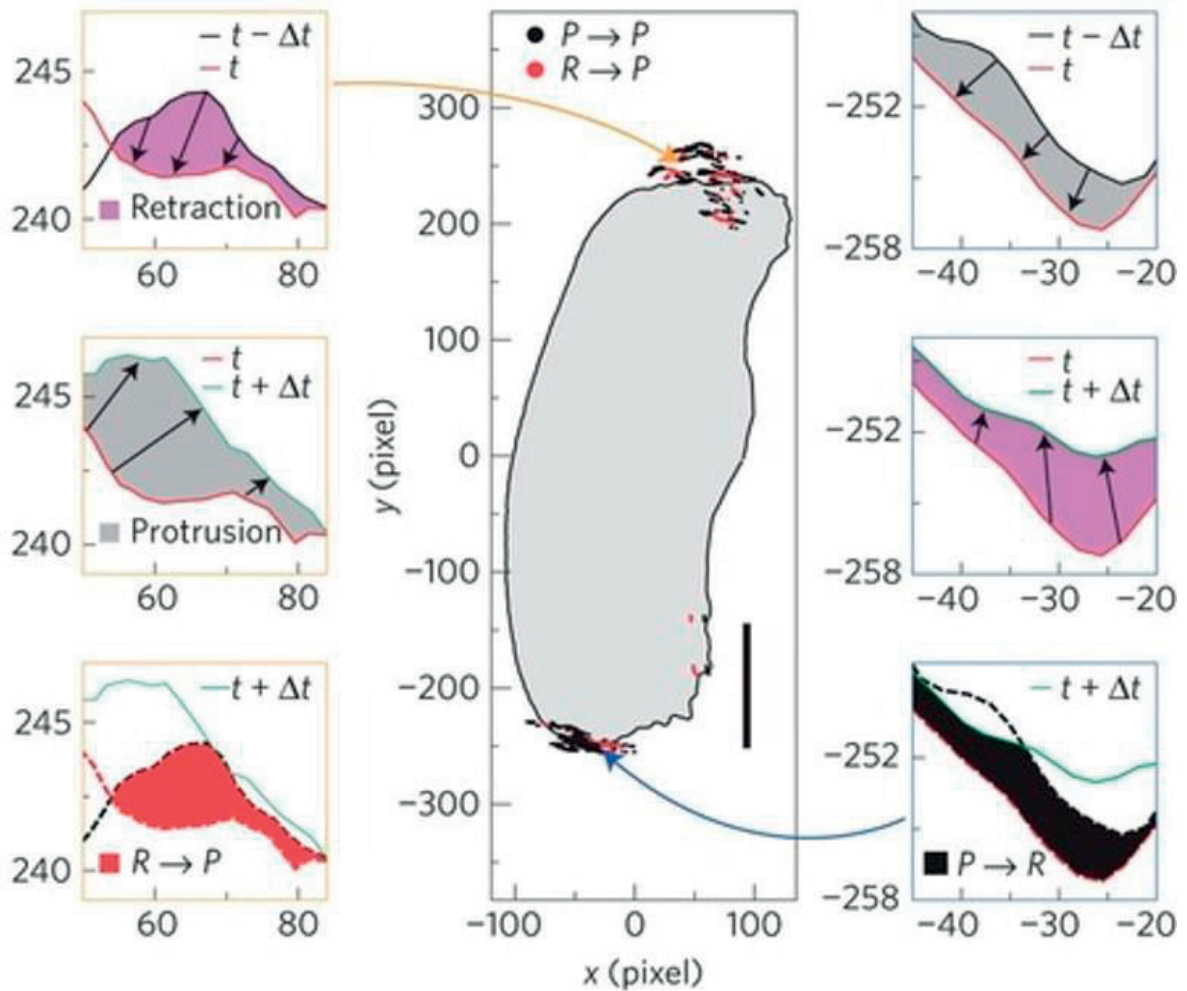 t − Δt
t
245
240
Retraction
60
80
t
t + Δt
245
240
Protrusion
60
80
t + Δt
245
240
R → P
60
80
P → P
R → P
300
200
100
0
−100
−200
−300
y (pixel)
−100
0
100
x (pixel)
t − Δt
t
−252
−258
−40
−30
−20
t
t + Δt
−252
−258
−40
−30
−20
t + Δt
−252
P → R
−258
−40
−30
−20